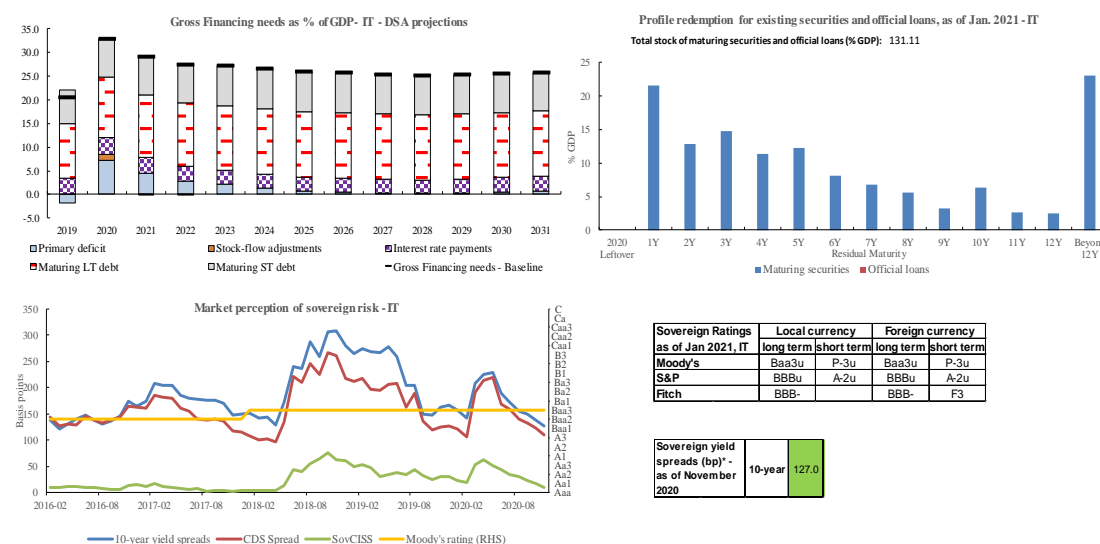 Gross Financing needs as % of GDP- IT - DSA projections
35.0
30.0
25.0
20.0
15.0
10.0
5.0
0.0
-5.0
2019 2020 2021 2022 2023 2024 2025 2026 2027 2028 2029 2030 2031
Primary deficit Stock-flow adjustments Interest rate payments
Maturing LT debt Maturing ST debt Gross Financing needs - Baseline
Profile redemption for existing securities and official loans, as of Jan. 2021 - IT
Total stock of maturing securities and official loans (% GDP): 131.11
% GDP
25
20
15
10
5
0
2020 Leftover 1Y 2Y 3Y 4Y 5Y 6Y 7Y 8Y 9Y 10Y 11Y 12Y Beyon 12Y
Residual Maturity
Maturing securities Official loans
Market perception of sovereign risk - IT
Basis points
350
300
250
200
150
100
50
0
C
Ca
Caa3
Caa2
Caa1
B3
B2
B1
Ba3
Ba2
Ba1
Baa3
Baa2
Baa1
A3
A2
A1
Aa3
Aa2
Aa1
Aaa
2016-02 2016-08 2017-02 2017-08 2018-02 2018-08 2019-02 2019-08 2020-02 2020-08
10-year yield spreads CDS Spread SovCISS Moody's rating (RHS)
Sovereign Ratings Local currency Foreign currency
as of Jan 2021, IT long term short term long term short term
Moody's Baa3u P-3u Baa3u P-3u
S&P BBBu A-2u BBBu A-2u
Fitch BBB- BBB- F3
Sovereign yield
spreads (bp)* -
as of November
2020
10-year 127.0